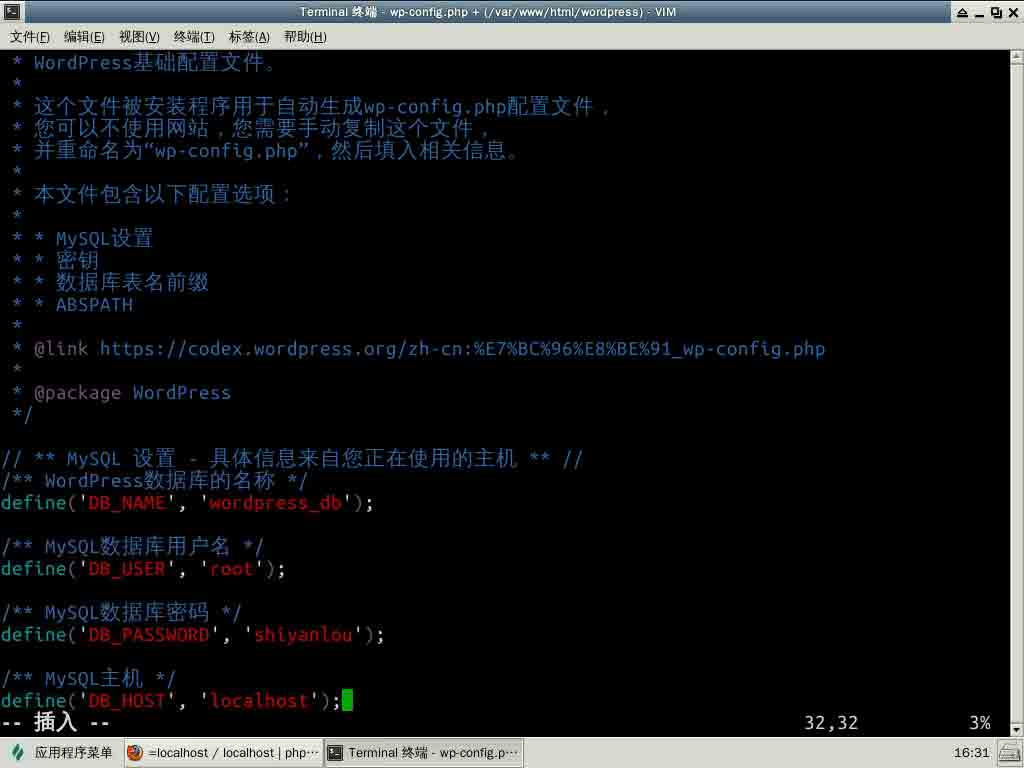 Terminal 终端 - wp-config.php + (/var/www/html/wordpress) - VIM
文件(F) 编辑(E) 视图(V) 终端(T) 标签(A) 帮助(H)
* WordPress基础配置文件。
*
* 这个文件被安装程序用于自动生成wp-config.php配置文件，
* 您可以不使用网站，您需要手动复制这个文件，
* 并重命名为“wp-config.php”，然后填入相关信息。
*
* 本文件包含以下配置选项：
*
* * MySQL设置
* * 密钥
* * 数据库表名前缀
* * ABSPATH
*
* @link https://codex.wordpress.org/zh-cn:%E7%BC%96%E8%BE%91_wp-config.php
*
* @package WordPress
*/
// ** MySQL 设置 - 具体信息来自您正在使用的主机 ** //
/** WordPress数据库的名称 */
define('DB_NAME', 'wordpress_db');
/** MySQL数据库用户名 */
define('DB_USER', 'root');
/** MySQL数据库密码 */
define('DB_PASSWORD', 'shiyanlou');
/** MySQL主机 */
define('DB_HOST', 'localhost');
-- 插入 -- 32,32 3%
应用程序菜单 =localhost / localhost | php… Terminal 终端 - wp-config.p… 16:31